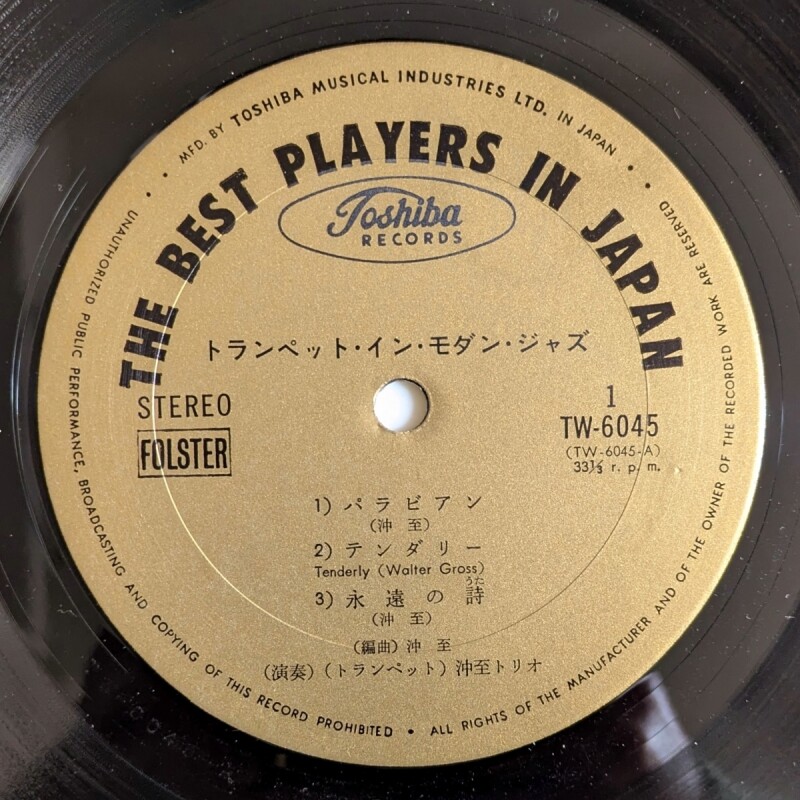 MFD. BY TOSHIBA MUSICAL INDUSTRIES LTD. IN JAPAN
THE BEST PLAYERS IN JAPAN
Toshiba
RECORDS
トランペット・イン・モダン・ジャズ
STEREO
FOLSTER
1
TW-6045
(TW-6045-A)
33⅓ r. p. m.
1) パラビアン
(沖 至)
2) テンダリー
Tenderly (Walter Gross)
うた
3) 永遠の詩
(沖 至)
(編曲) 沖 至
(演奏) (トランペット) 沖至トリオ
UNAUTHORIZED PUBLIC PERFORMANCE, BROADCASTING AND COPYING OF THIS RECORD PROHIBITED • ALL RIGHTS OF THE MANUFACTURER AND OF THE OWNER OF THE RECORDED WORK ARE RESERVED